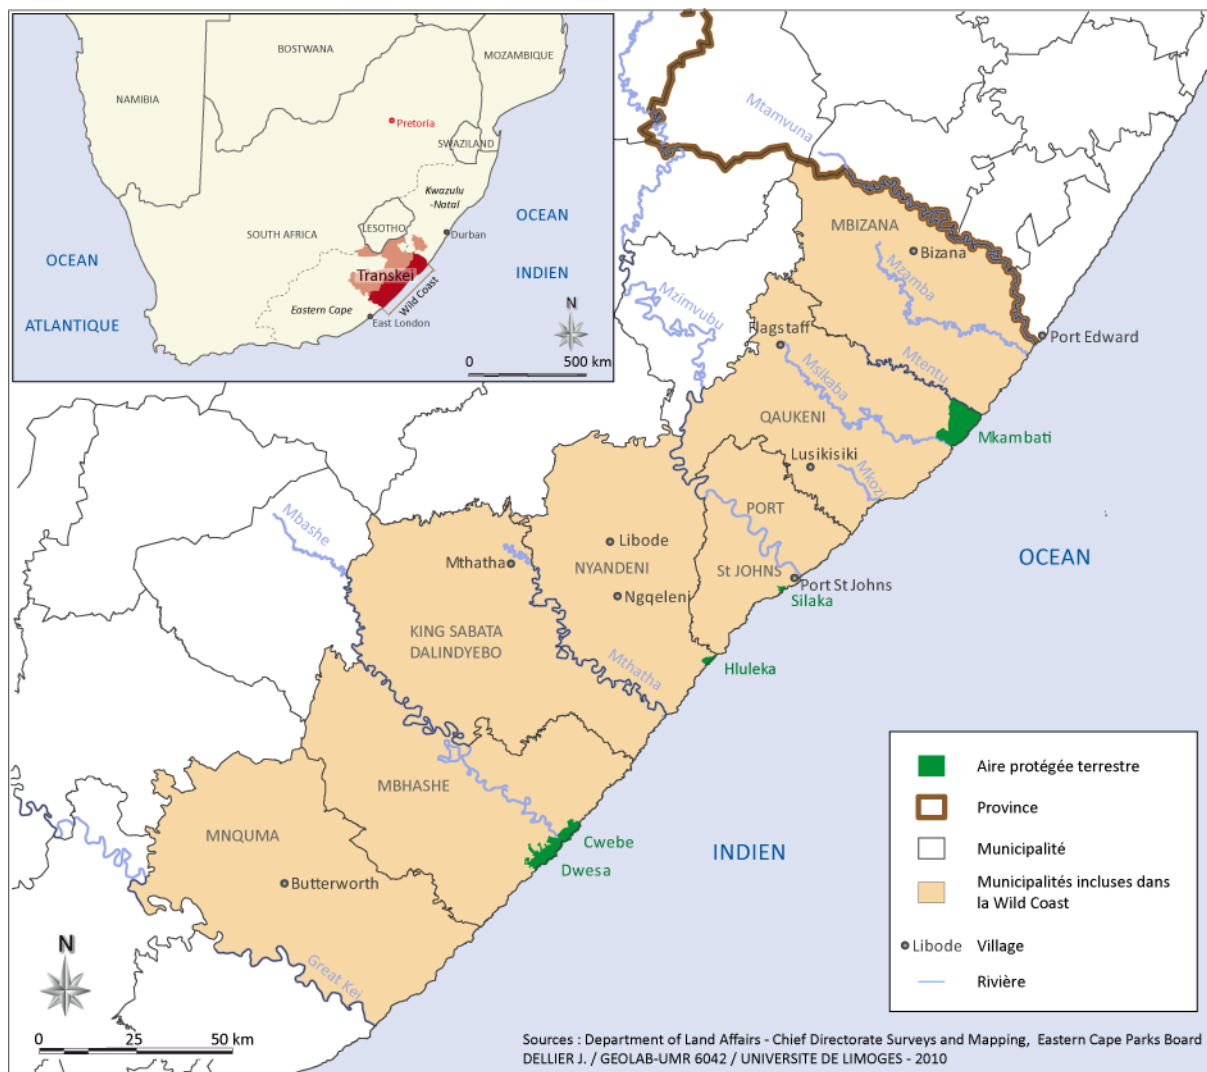 BOSTWANA
MOZAMBIQUE
NAMIBIA
Pretoria
SWAZILAND
Kwazulu
-Natal
OCEAN
INDIEN
SOUTH AFRICA
LESOTHO
Durban
OCEAN
ATLANTIQUE
Transkei
Wild Coast
Eastern Cape
East London
N
0 500 km
Mtamvuna
MBIZANA
Bizana
Mzamba
Mzimvubu
Flagstaff
Port Edward
Mtentu
Msikaba
QAUKENI
Mkambati
Lusikisiki
Mkozi
PORT
St JOHNS
Port St Johns
Silaka
Mbashe
Mthatha
Libode
NYANDENI
Ngqeleni
KING SABATA
DALINDYEBO
Mthatha
Hluleka
OCEAN
INDIEN
MBHASHE
Cwebe
Dwesa
MNQUMA
Butterworth
Great Kei
N
0 25 50 km
Aire protégée terrestre
Province
Municipalité
Municipalités incluses dans
la Wild Coast
Libode Village
Rivière
Sources : Department of Land Affairs - Chief Directorate Surveys and Mapping, Eastern Cape Parks Board
DELLIER J. / GEOLAB-UMR 6042 / UNIVERSITE DE LIMOGES - 2010